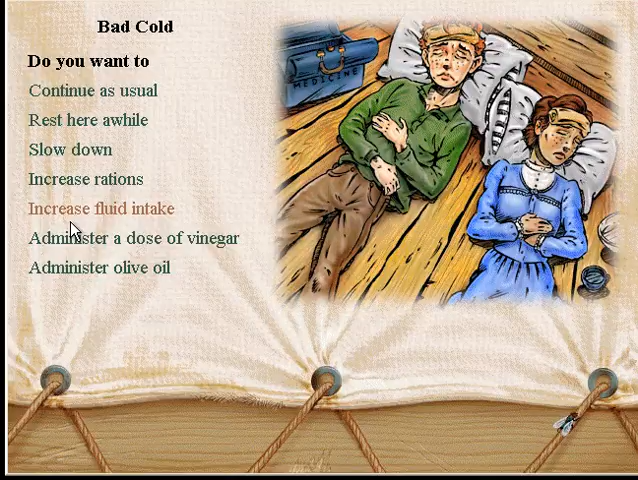 Bad Cold
Do you want to
Continue as usual
Rest here awhile
Slow down
Increase rations
Increase fluid intake
Administer a dose of vinegar
Administer olive oil
MEDICINE